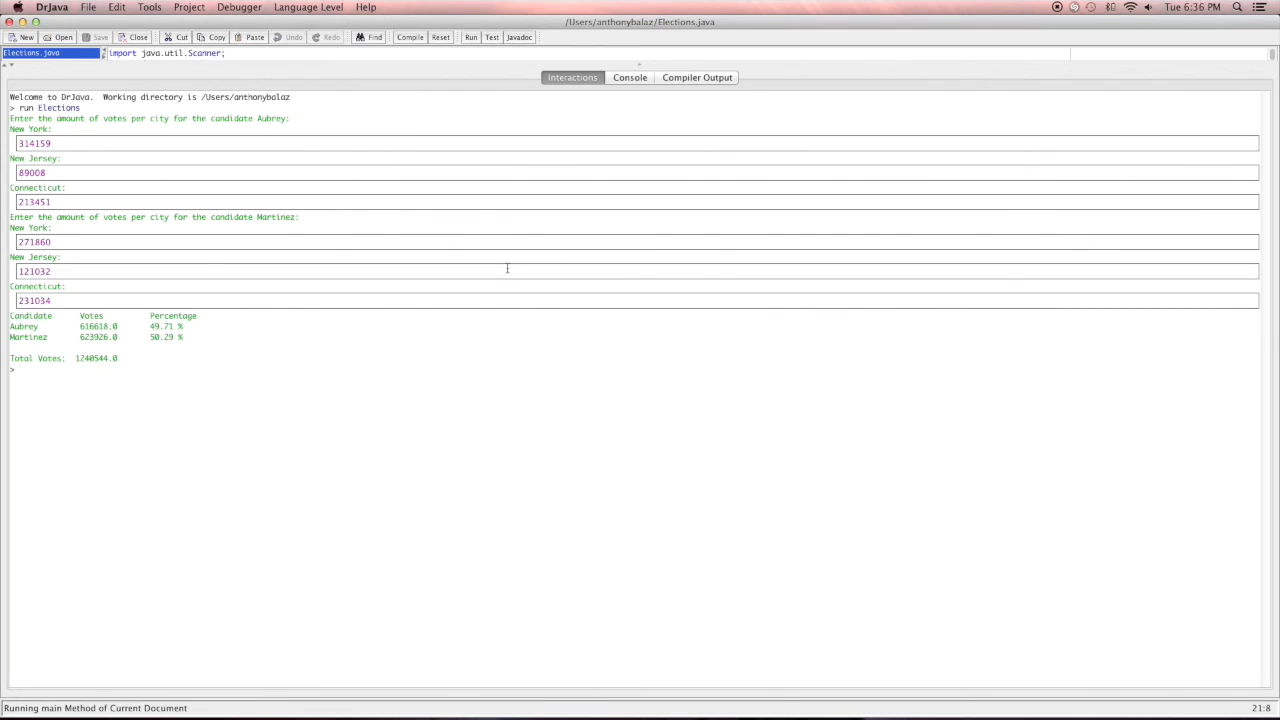 DrJava File Edit Tools Project Debugger Language Level Help Tue 6:36 PM
/Users/anthonybalaz/Elections.java
New Open Save Close Cut Copy Paste Undo Redo Find Compile Reset Run Test Javadoc
Elections.java import java.util.Scanner;
Interactions Console Compiler Output
Welcome to DrJava. Working directory is /Users/anthonybalaz
> run Elections
Enter the amount of votes per city for the candidate Aubrey:
New York:
314159
New Jersey:
89008
Connecticut:
213451
Enter the amount of votes per city for the candidate Martinez:
New York:
271860
New Jersey:
121032
Connecticut:
231034
Candidate Votes Percentage
Aubrey 616618.0 49.71 %
Martinez 623926.0 50.29 %
Total Votes: 1240544.0
>
Running main Method of Current Document 21:8